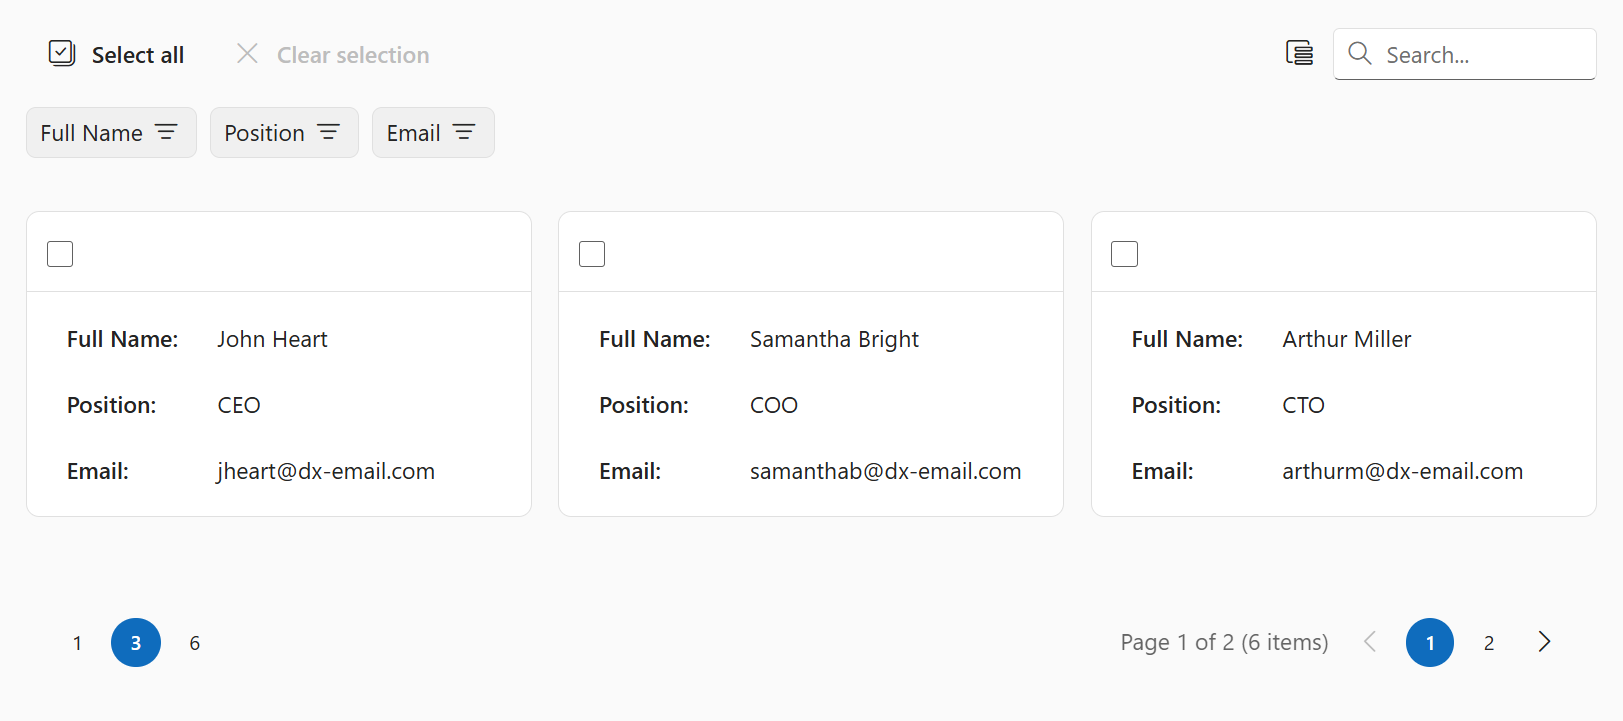 Select all Clear selection Search...
Full Name Position Email
Full Name: John Heart
Position: CEO
Email: jheart@dx-email.com
Full Name: Samantha Bright
Position: COO
Email: samanthab@dx-email.com
Full Name: Arthur Miller
Position: CTO
Email: arthurm@dx-email.com
1 3 6 Page 1 of 2 (6 items) 1 2